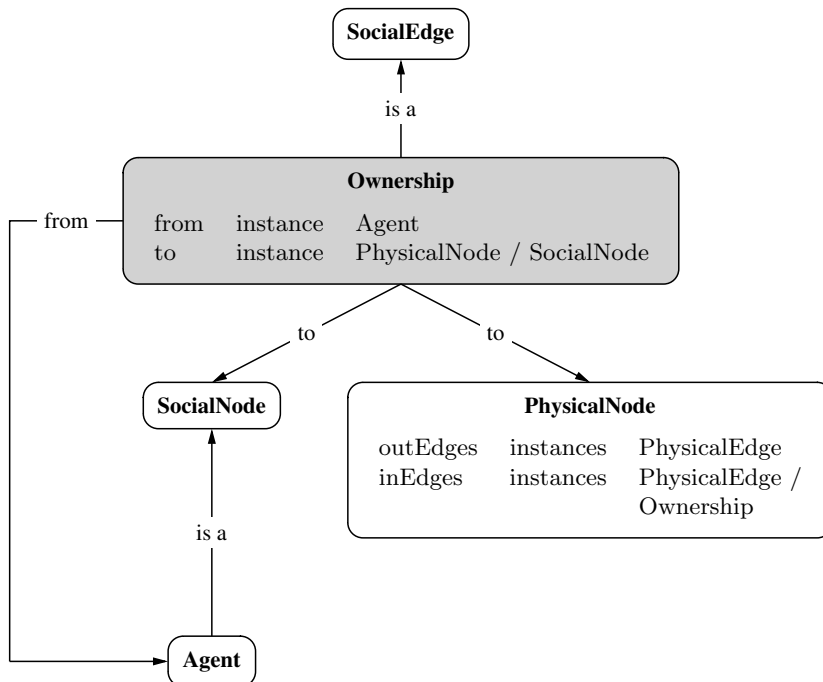 SocialEdge
is a
Ownership
from instance Agent
to instance PhysicalNode / SocialNode
from
to to
SocialNode
PhysicalNode
outEdges instances PhysicalEdge
inEdges instances PhysicalEdge /
Ownership
is a
Agent